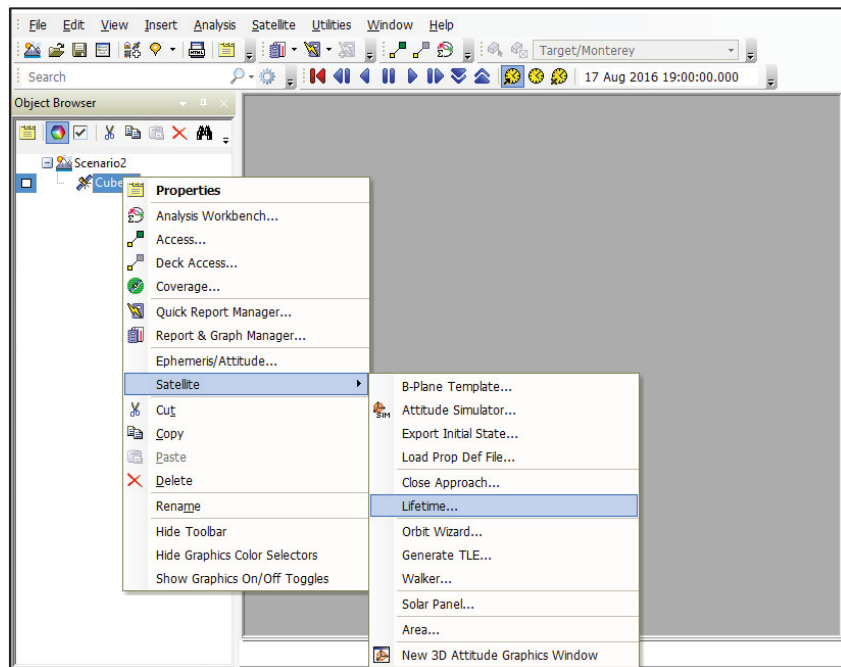 File Edit View Insert Analysis Satellite Utilities Window Help
Target/Monterey
Search
17 Aug 2016 19:00:00.000
Object Browser
Scenario2
Cube
Properties
Analysis Workbench...
Access...
Deck Access...
Coverage...
Quick Report Manager...
Report & Graph Manager...
Ephemeris/Attitude...
Satellite
Cut
Copy
Paste
Delete
Rename
Hide Toolbar
Hide Graphics Color Selectors
Show Graphics On/Off Toggles
B-Plane Template...
SIM Attitude Simulator...
Export Initial State...
Load Prop Def File...
Close Approach...
Lifetime...
Orbit Wizard...
Generate TLE...
Walker...
Solar Panel...
Area...
New 3D Attitude Graphics Window